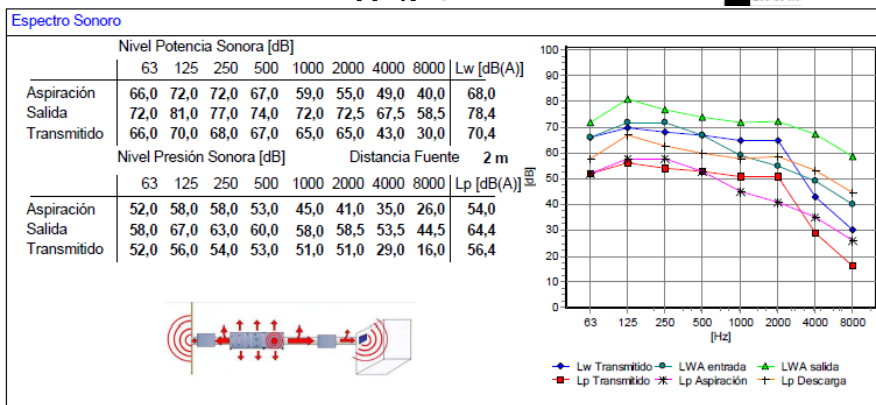 Espectro Sonoro
Nivel Potencia Sonora [dB]
63 125 250 500 1000 2000 4000 8000 Lw [dB(A)]
Aspiración 66,0 72,0 72,0 67,0 59,0 55,0 49,0 40,0 68,0
Salida 72,0 81,0 77,0 74,0 72,0 72,5 67,5 58,5 78,4
Transmitido 66,0 70,0 68,0 67,0 65,0 65,0 43,0 30,0 70,4
Nivel Presión Sonora [dB] Distancia Fuente 2 m
63 125 250 500 1000 2000 4000 8000 Lp [dB(A)]
Aspiración 52,0 58,0 58,0 53,0 45,0 41,0 35,0 26,0 54,0
Salida 58,0 67,0 63,0 60,0 58,0 58,5 53,5 44,5 64,4
Transmitido 52,0 56,0 54,0 53,0 51,0 51,0 29,0 16,0 56,4
100
90
80
70
60
50
40
30
20
10
0
[dB]
63 125 250 500 1000 2000 4000 8000
[Hz]
Lw Transmitido LWA entrada LWA salida
Lp Transmitido Lp Aspiración Lp Descarga